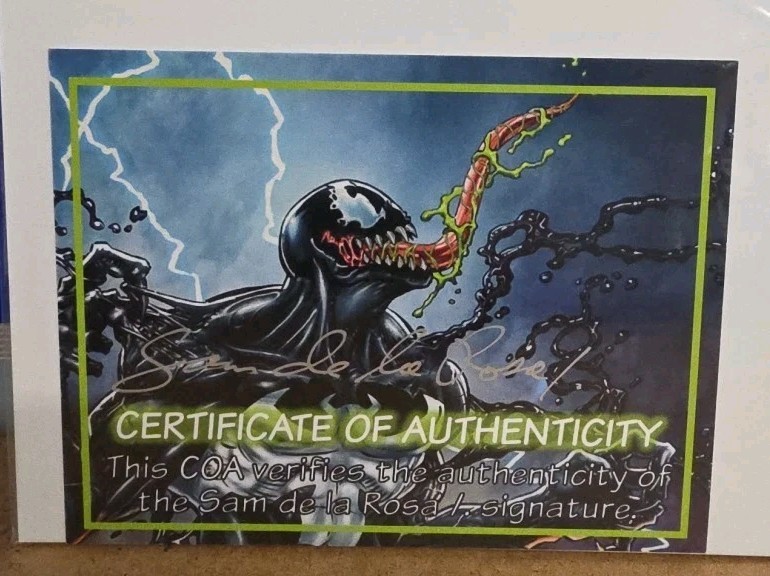 Sam de la Rosa /
CERTIFICATE OF AUTHENTICITY
This COA verifies the authenticity of
the Sam de la Rosa /. signature.